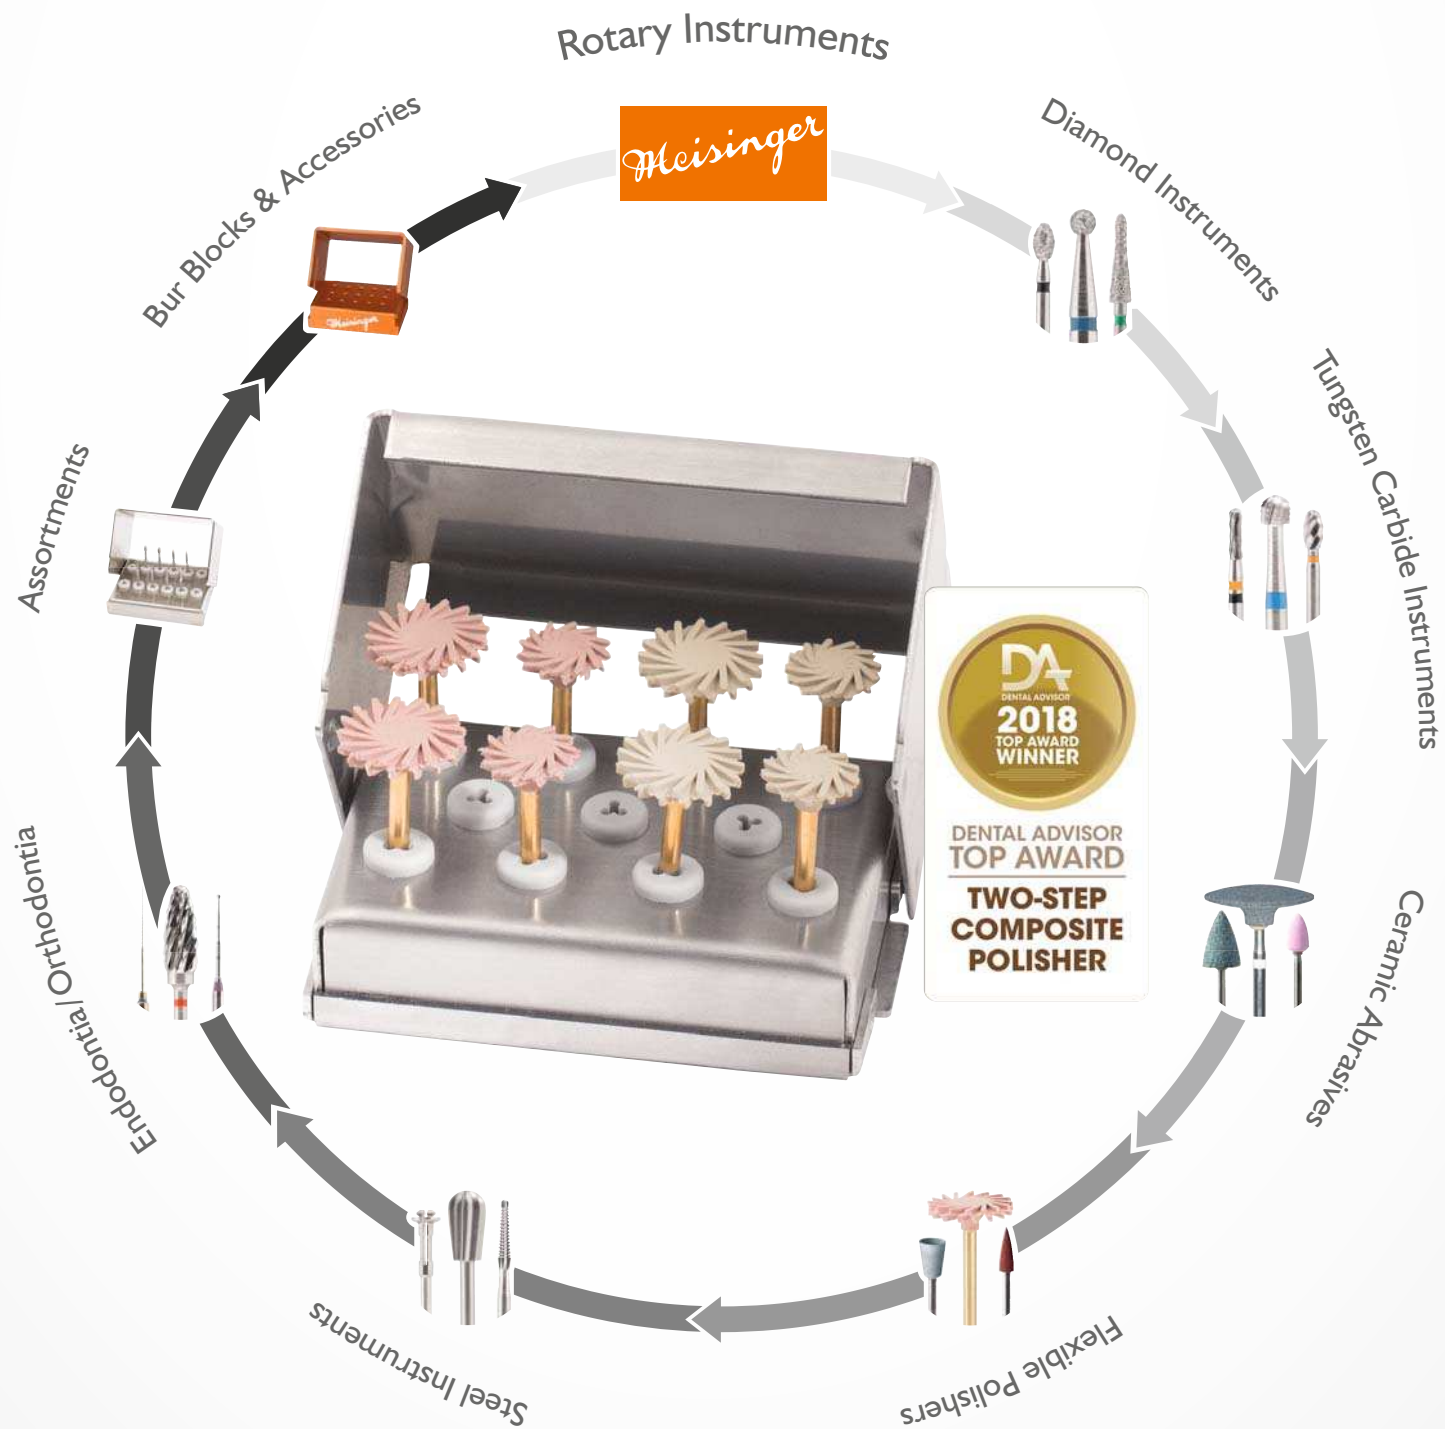 Rotary Instruments
Meisinger
Diamond Instruments
Tungsten Carbide Instruments
Ceramic Abrasives
Flexible Polishers
Steel Instruments
Endodontia/Orthodontia
Assortments
Bur Blocks & Accessories
Meisinger
DA
DENTAL ADVISOR
2018
TOP AWARD
WINNER
DENTAL ADVISOR
TOP AWARD
TWO-STEP
COMPOSITE
POLISHER